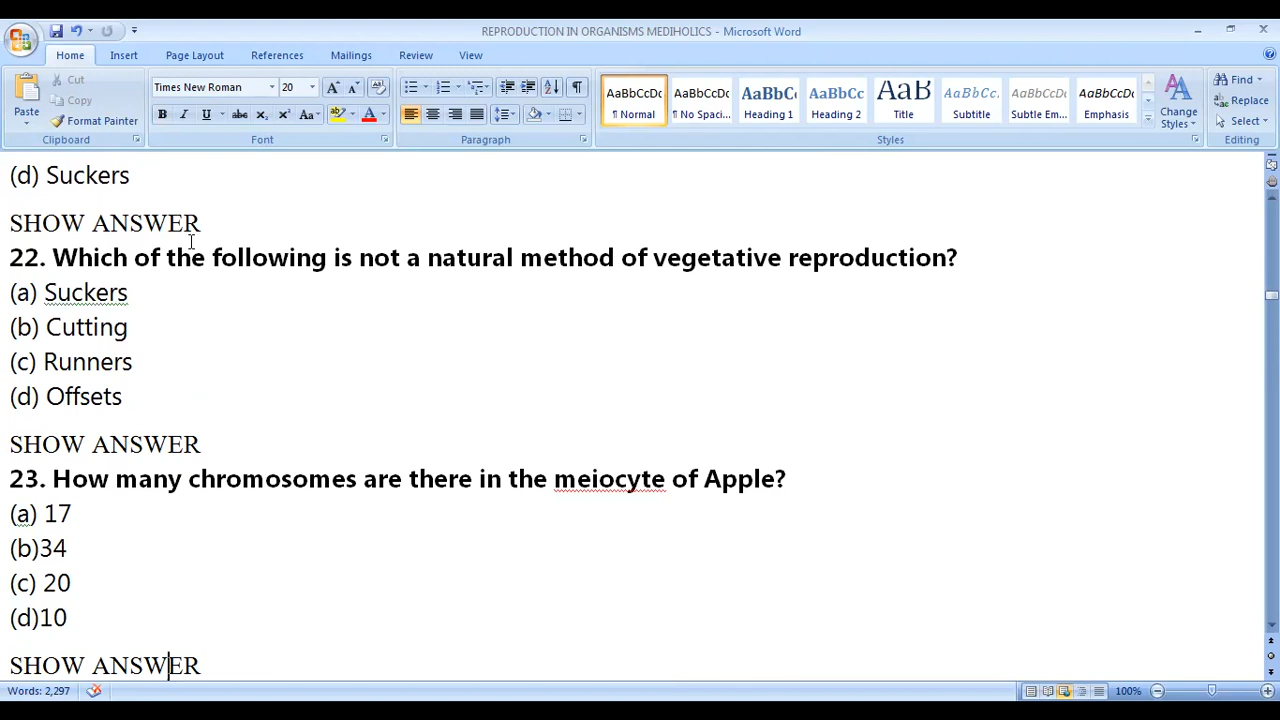 REPRODUCTION IN ORGANISMS MEDIHOLICS - Microsoft Word
Home Insert Page Layout References Mailings Review View
Paste
Cut
Copy
Format Painter
Clipboard
Times New Roman 20
Font
Paragraph
AaBbCcDc AaBbCcDc AaBbC AaBbCc AaB AaBbCc. AaBbCcDc AaBbCcDc
¶ Normal ¶ No Spaci... Heading 1 Heading 2 Title Subtitle Subtle Em... Emphasis
Change Styles
Styles
Find
Replace
Select
Editing
(d) Suckers
SHOW ANSWER
22. Which of the following is not a natural method of vegetative reproduction?
(a) Suckers
(b) Cutting
(c) Runners
(d) Offsets
SHOW ANSWER
23. How many chromosomes are there in the meiocyte of Apple?
(a) 17
(b)34
(c) 20
(d)10
SHOW ANSWER
Words: 2,297
100%